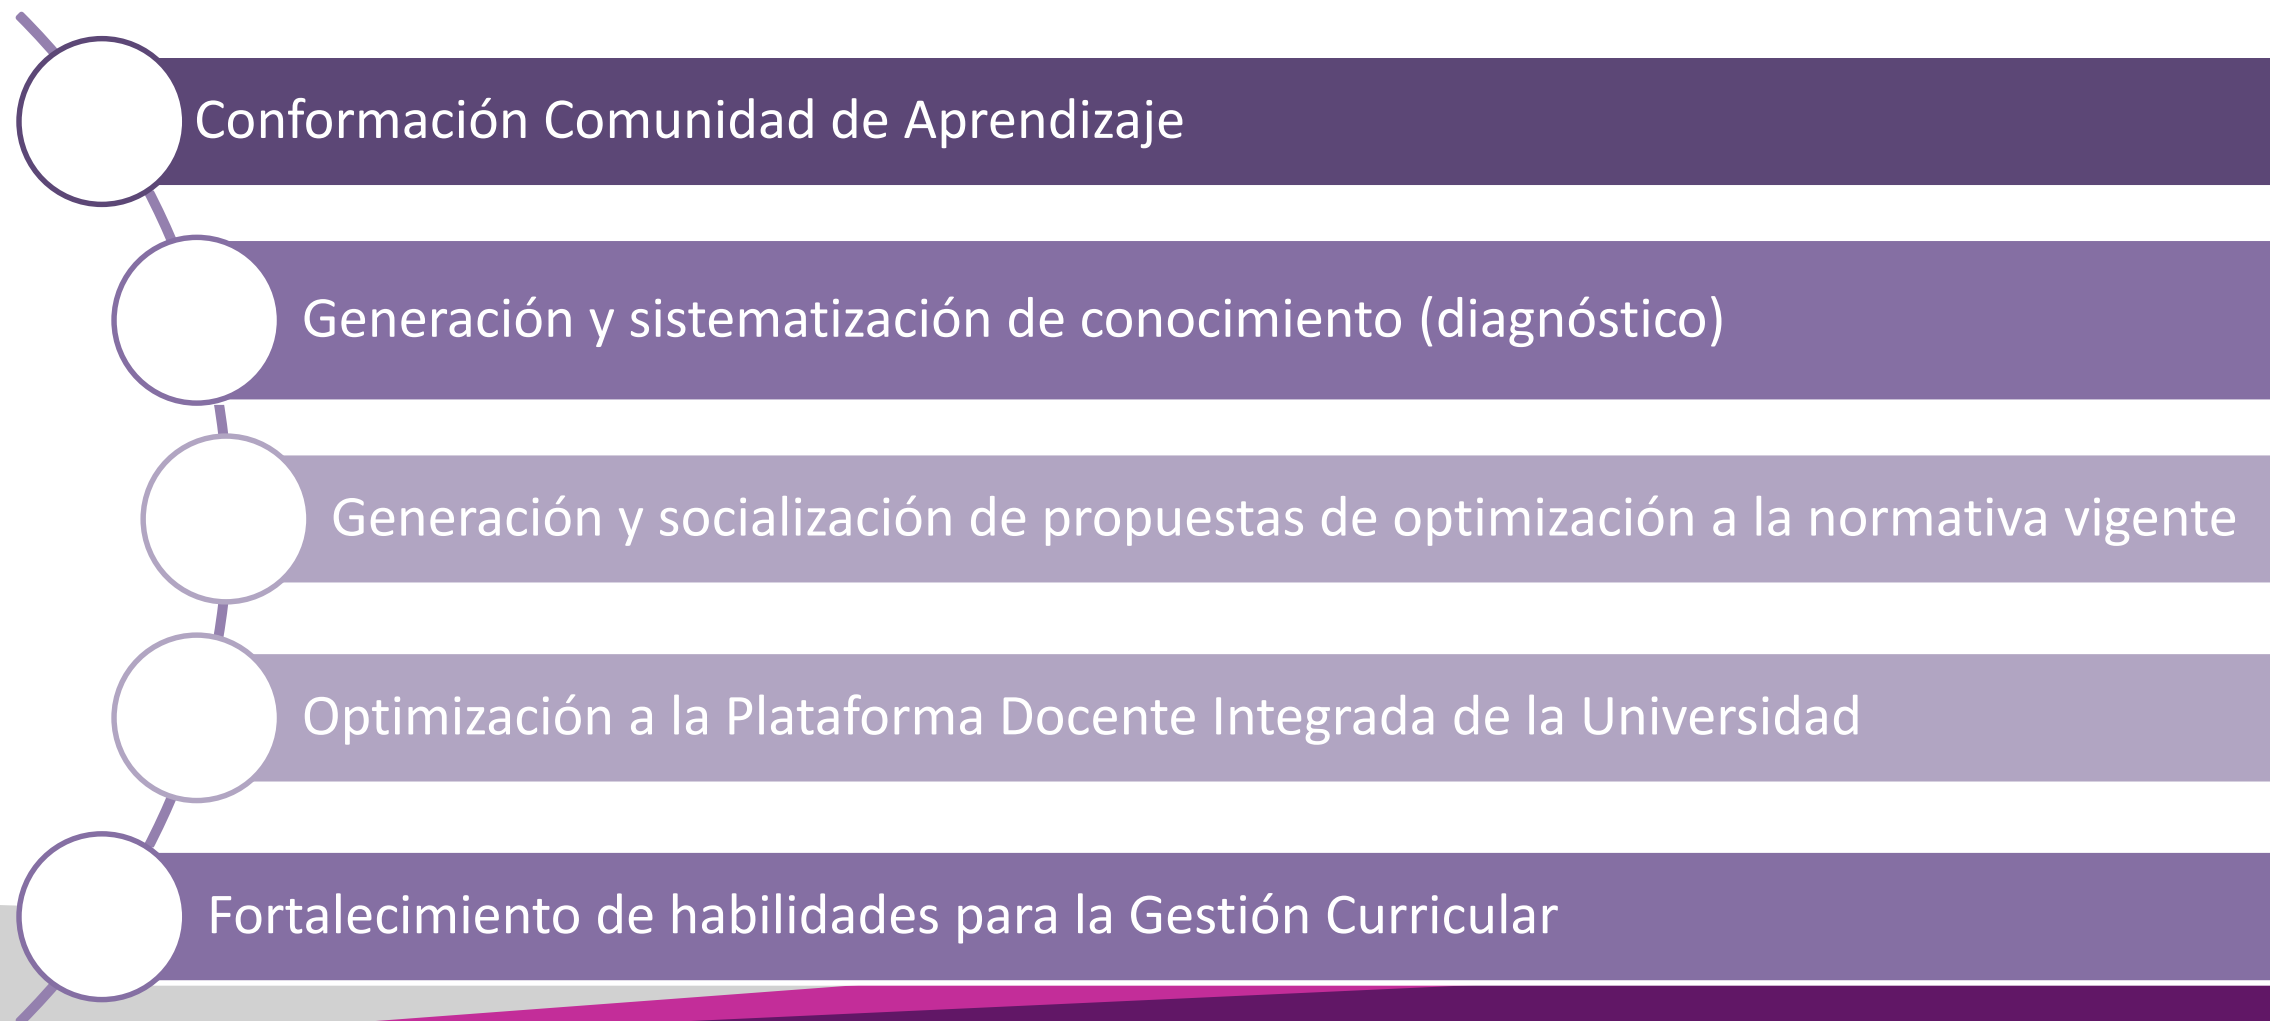 Conformación Comunidad de Aprendizaje
Generación y sistematización de conocimiento (diagnóstico)
Generación y socialización de propuestas de optimización a la normativa vigente
Optimización a la Plataforma Docente Integrada de la Universidad
Fortalecimiento de habilidades para la Gestión Curricular